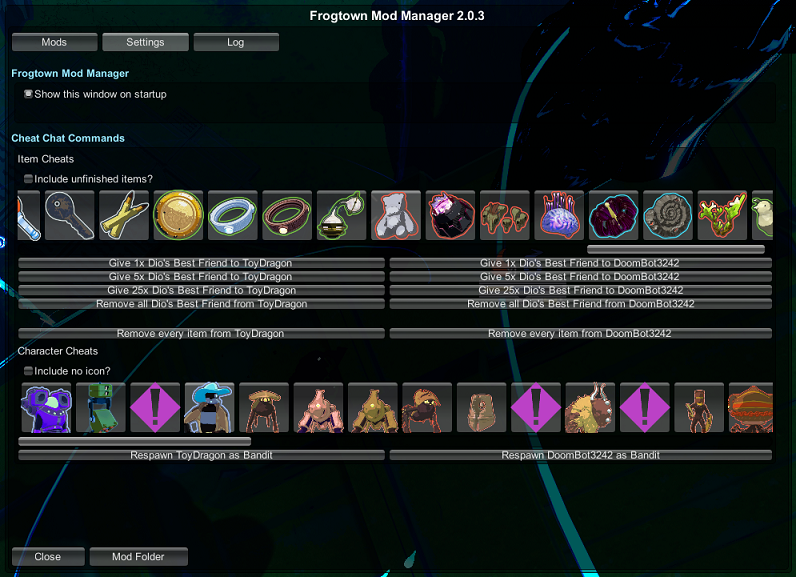 Frogtown Mod Manager 2.0.3
Mods Settings Log
Frogtown Mod Manager
Show this window on startup
Cheat Chat Commands
Item Cheats
Include unfinished items?
Give 1x Dio's Best Friend to ToyDragon Give 1x Dio's Best Friend to DoomBot3242
Give 5x Dio's Best Friend to ToyDragon Give 5x Dio's Best Friend to DoomBot3242
Give 25x Dio's Best Friend to ToyDragon Give 25x Dio's Best Friend to DoomBot3242
Remove all Dio's Best Friend from ToyDragon Remove all Dio's Best Friend from DoomBot3242
Remove every item from ToyDragon Remove every item from DoomBot3242
Character Cheats
Include no icon?
Respawn ToyDragon as Bandit Respawn DoomBot3242 as Bandit
Close Mod Folder